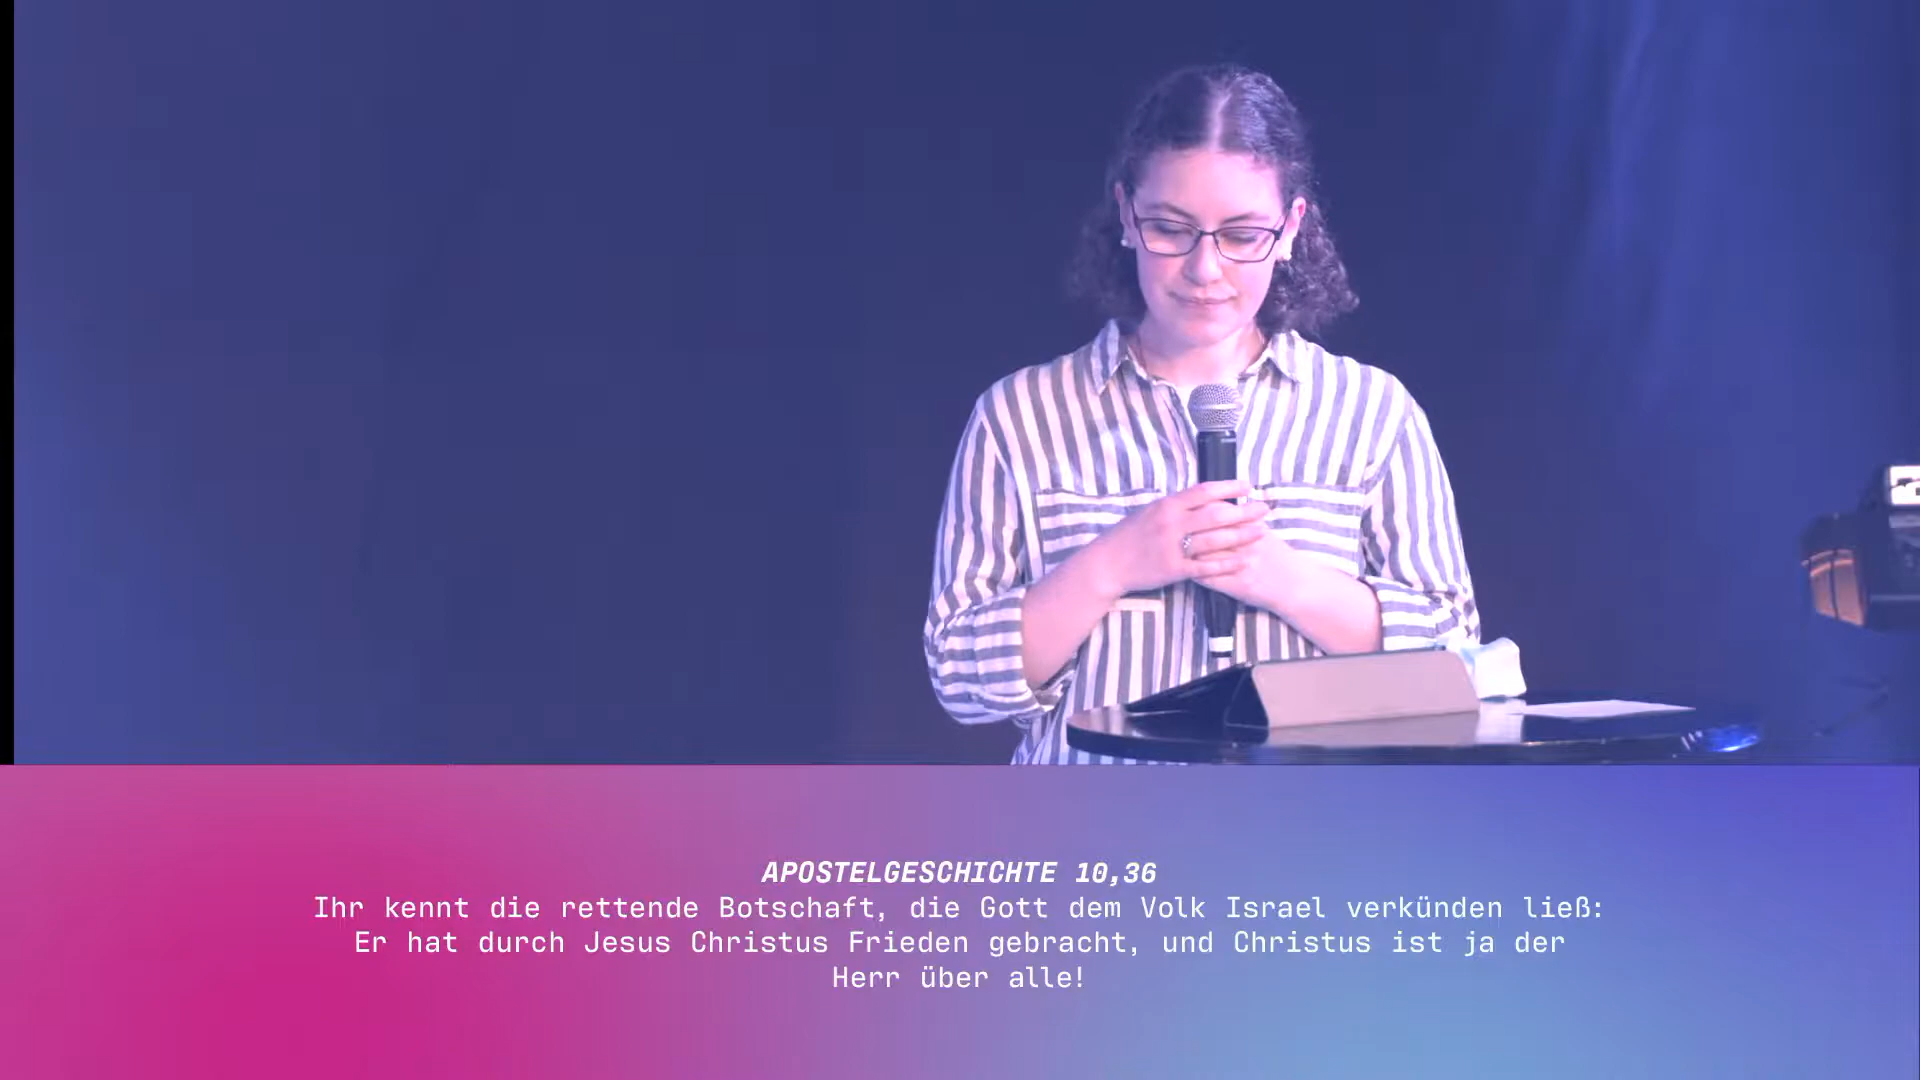 APOSTELGESCHICHTE 10,36
Ihr kennt die rettende Botschaft, die Gott dem Volk Israel verkünden ließ:
Er hat durch Jesus Christus Frieden gebracht, und Christus ist ja der
Herr über alle!